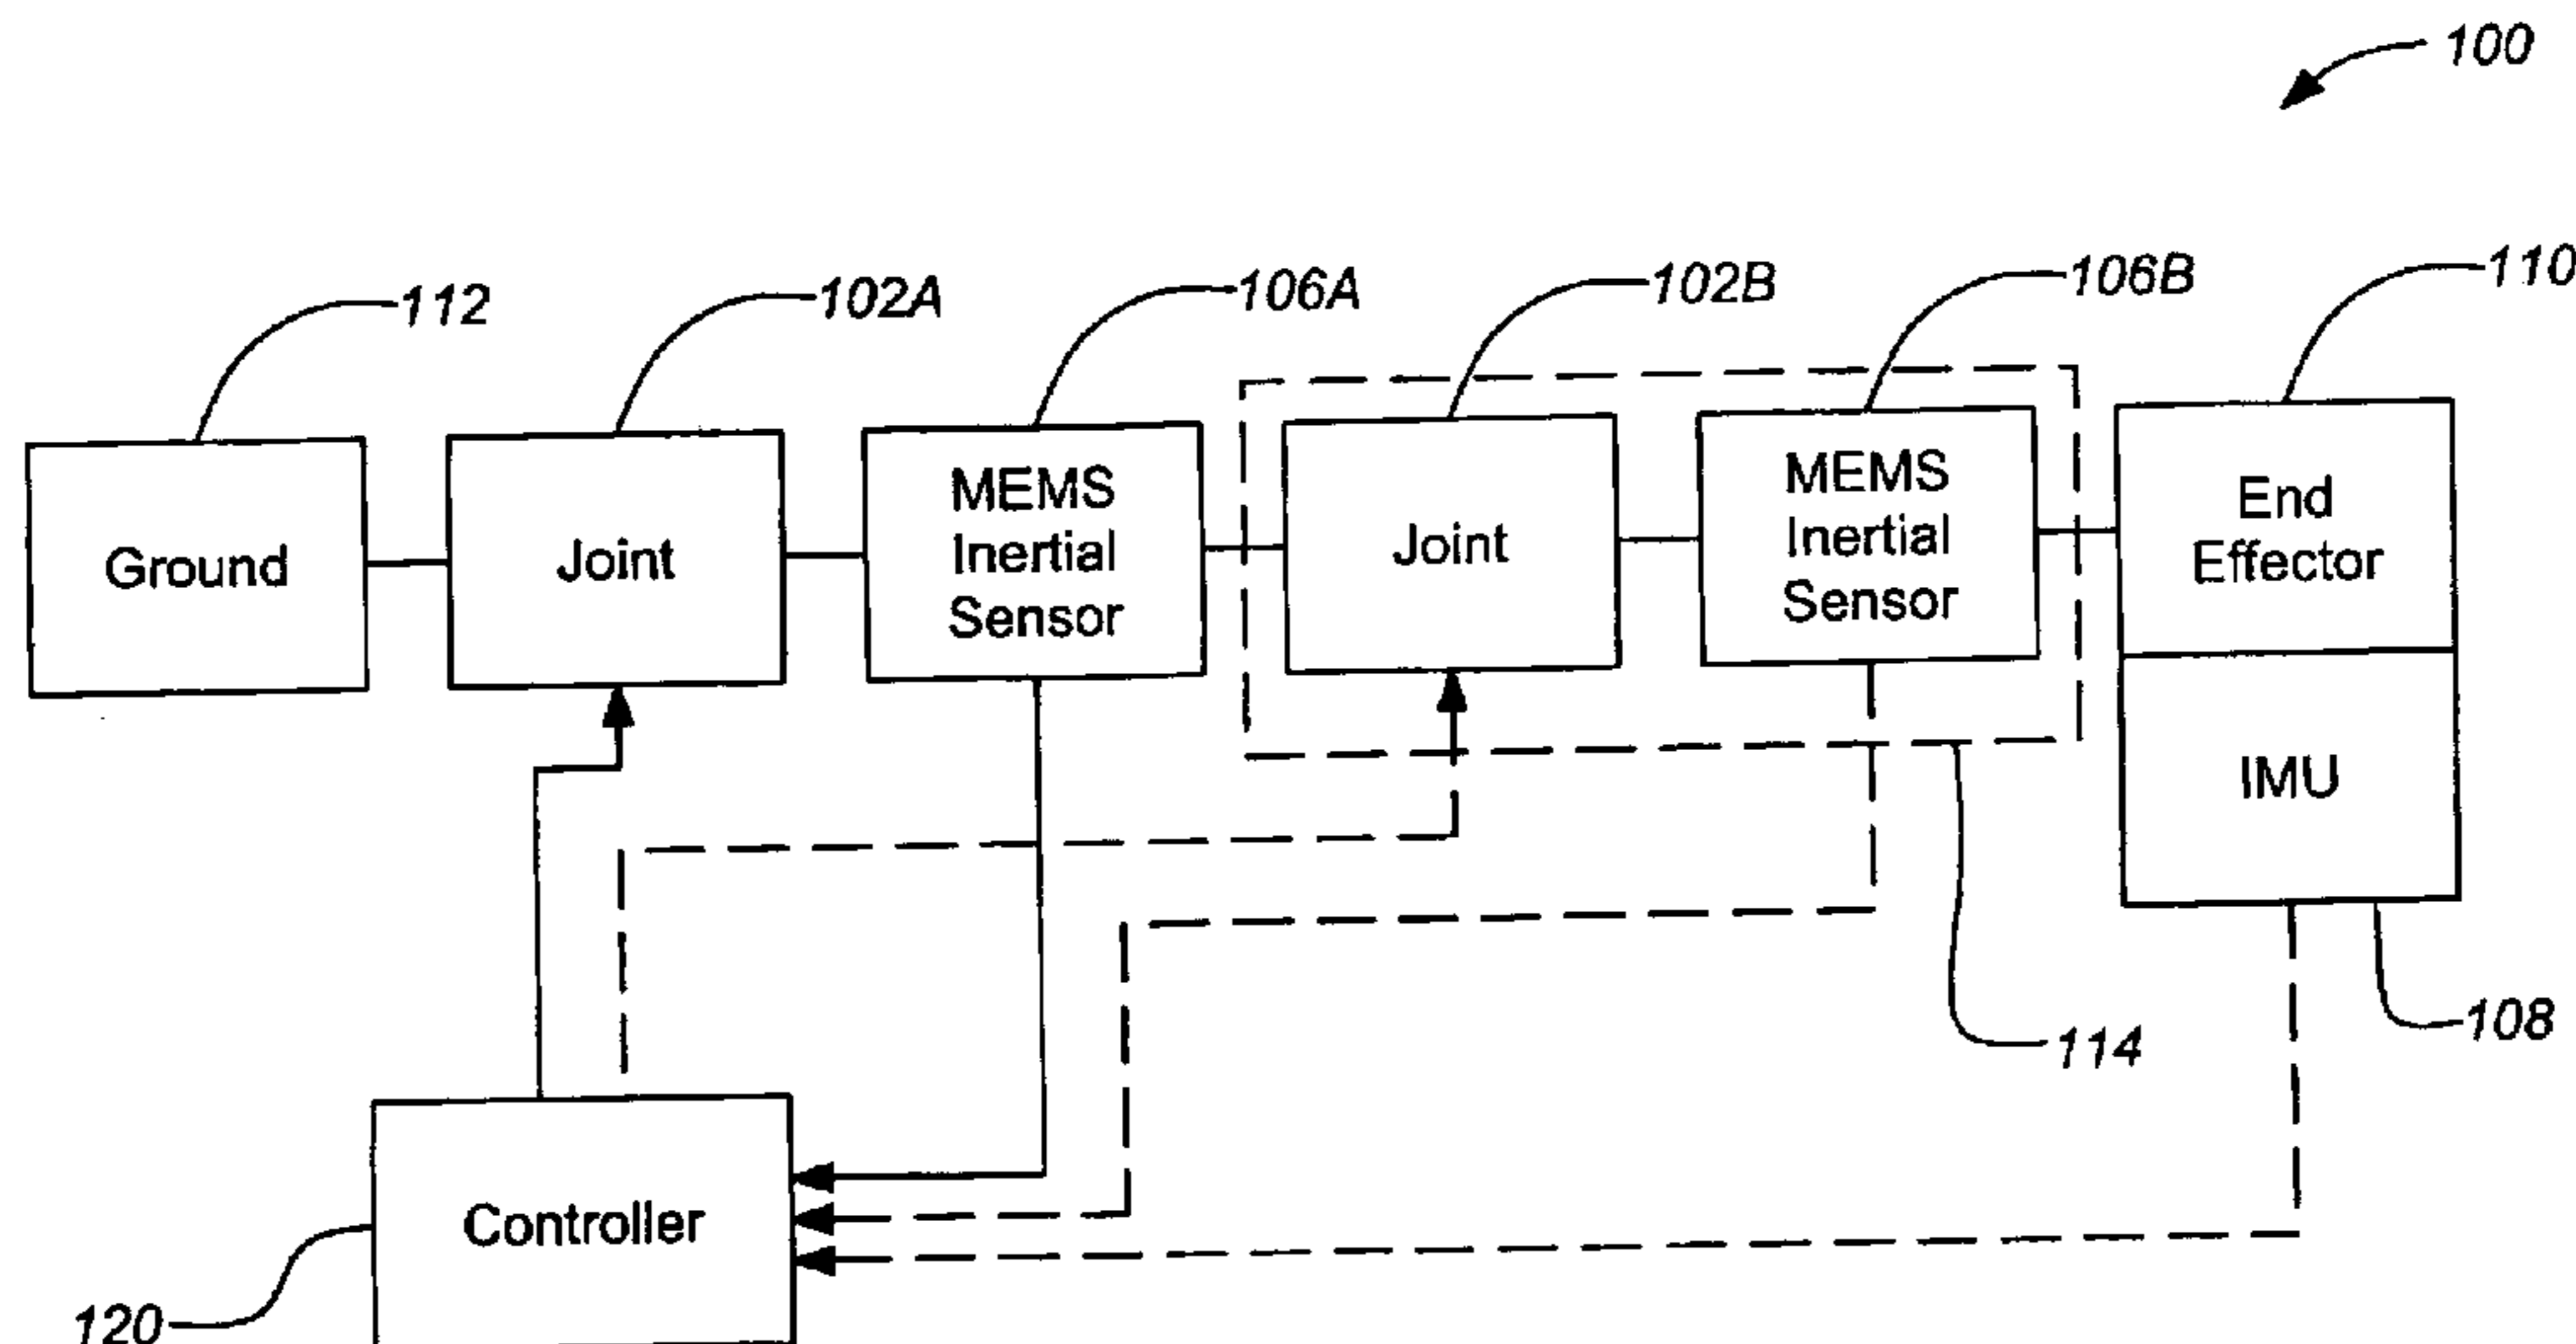 100
112
102A
106A
102B
106B
110
Ground
Joint
MEMS
Inertial
Sensor
Joint
MEMS
Inertial
Sensor
End
Effector
IMU
108
114
Controller
120